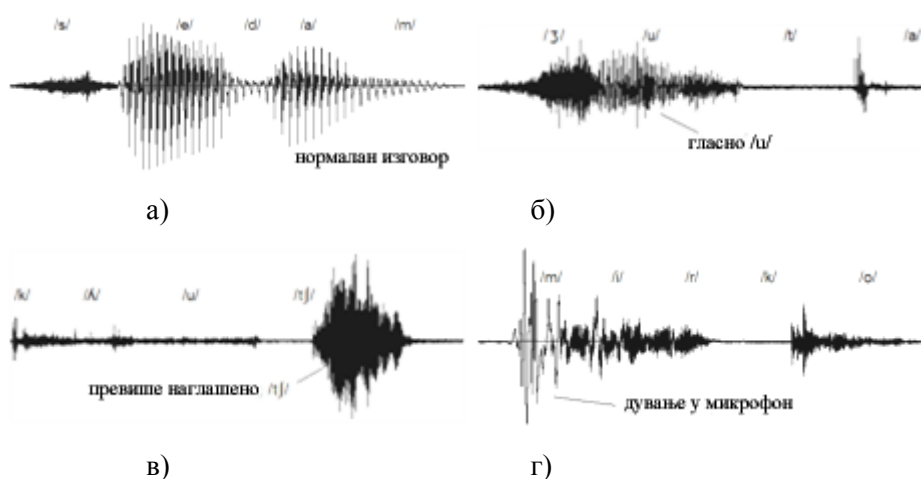 /s/ /e/ /d/ /a/ /m/
нормалан изговор
а)
/ʒ/ /u/ /t/ /a/
гласно /u/
б)
/k/ /ʎ/ /u/ /tʃ/
превише наглашено /tʃ/
в)
/m/ /i/ /r/ /k/ /o/
дување у микрофон
г)